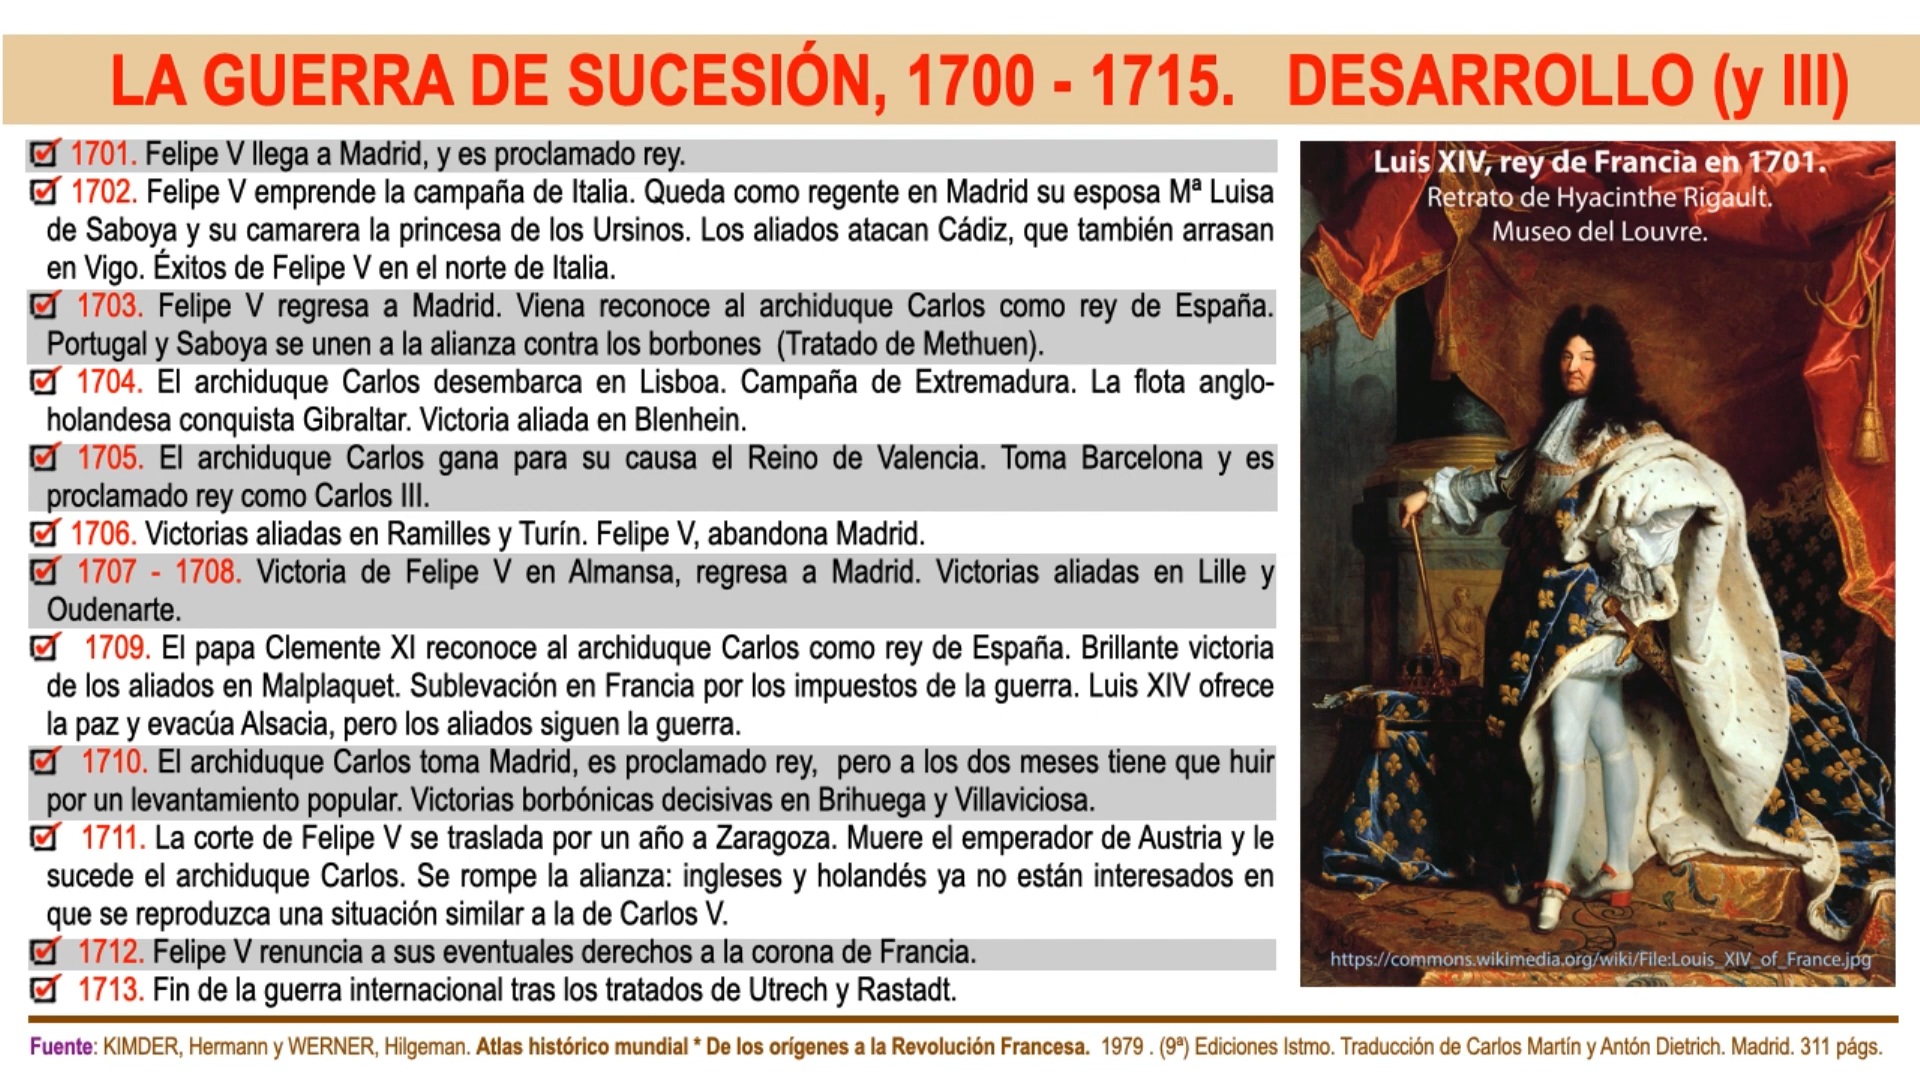 LA GUERRA DE SUCESIÓN, 1700 - 1715. DESARROLLO (y III)
1701. Felipe V llega a Madrid, y es proclamado rey.
1702. Felipe V emprende la campaña de Italia. Queda como regente en Madrid su esposa Mª Luisa
de Saboya y su camarera la princesa de los Ursinos. Los aliados atacan Cádiz, que también arrasan
en Vigo. Éxitos de Felipe V en el norte de Italia.
1703. Felipe V regresa a Madrid. Viena reconoce al archiduque Carlos como rey de España.
Portugal y Saboya se unen a la alianza contra los borbones (Tratado de Methuen).
1704. El archiduque Carlos desembarca en Lisboa. Campaña de Extremadura. La flota anglo-
holandesa conquista Gibraltar. Victoria aliada en Blenhein.
1705. El archiduque Carlos gana para su causa el Reino de Valencia. Toma Barcelona y es
proclamado rey como Carlos III.
1706. Victorias aliadas en Ramilles y Turín. Felipe V, abandona Madrid.
1707 - 1708. Victoria de Felipe V en Almansa, regresa a Madrid. Victorias aliadas en Lille y
Oudenarte.
1709. El papa Clemente XI reconoce al archiduque Carlos como rey de España. Brillante victoria
de los aliados en Malplaquet. Sublevación en Francia por los impuestos de la guerra. Luis XIV ofrece
la paz y evacúa Alsacia, pero los aliados siguen la guerra.
1710. El archiduque Carlos toma Madrid, es proclamado rey, pero a los dos meses tiene que huir
por un levantamiento popular. Victorias borbónicas decisivas en Brihuega y Villaviciosa.
1711. La corte de Felipe V se traslada por un año a Zaragoza. Muere el emperador de Austria y le
sucede el archiduque Carlos. Se rompe la alianza: ingleses y holandés ya no están interesados en
que se reproduzca una situación similar a la de Carlos V.
1712. Felipe V renuncia a sus eventuales derechos a la corona de Francia.
1713. Fin de la guerra internacional tras los tratados de Utrech y Rastadt.
Luis XIV, rey de Francia en 1701.
Retrato de Hyacinthe Rigault.
Museo del Louvre.
https://commons.wikimedia.org/wiki/File:Louis_XIV_of_France.jpg
Fuente: KIMDER, Hermann y WERNER, Hilgeman. Atlas histórico mundial * De los orígenes a la Revolución Francesa. 1979 . (9ª) Ediciones Istmo. Traducción de Carlos Martín y Antón Dietrich. Madrid. 311 págs.